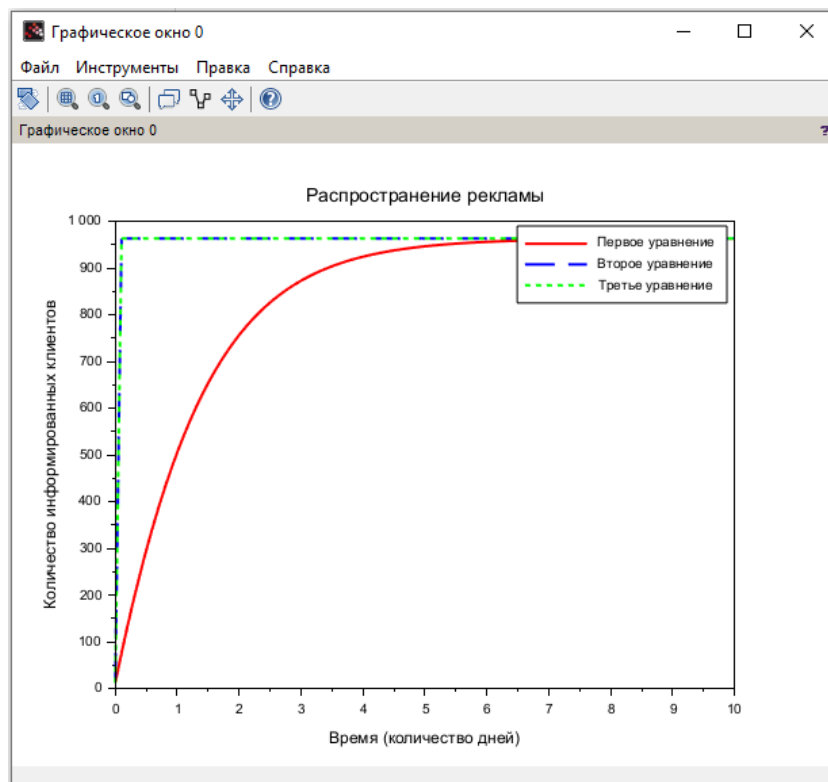 Графическое окно 0
Файл Инструменты Правка Справка
Графическое окно 0
?
Распространение рекламы
Количество информированных клиентов
1 000
900
800
700
600
500
400
300
200
100
0
Первое уравнение
Второе уравнение
Третье уравнение
0 1 2 3 4 5 6 7 8 9 10
Время (количество дней)